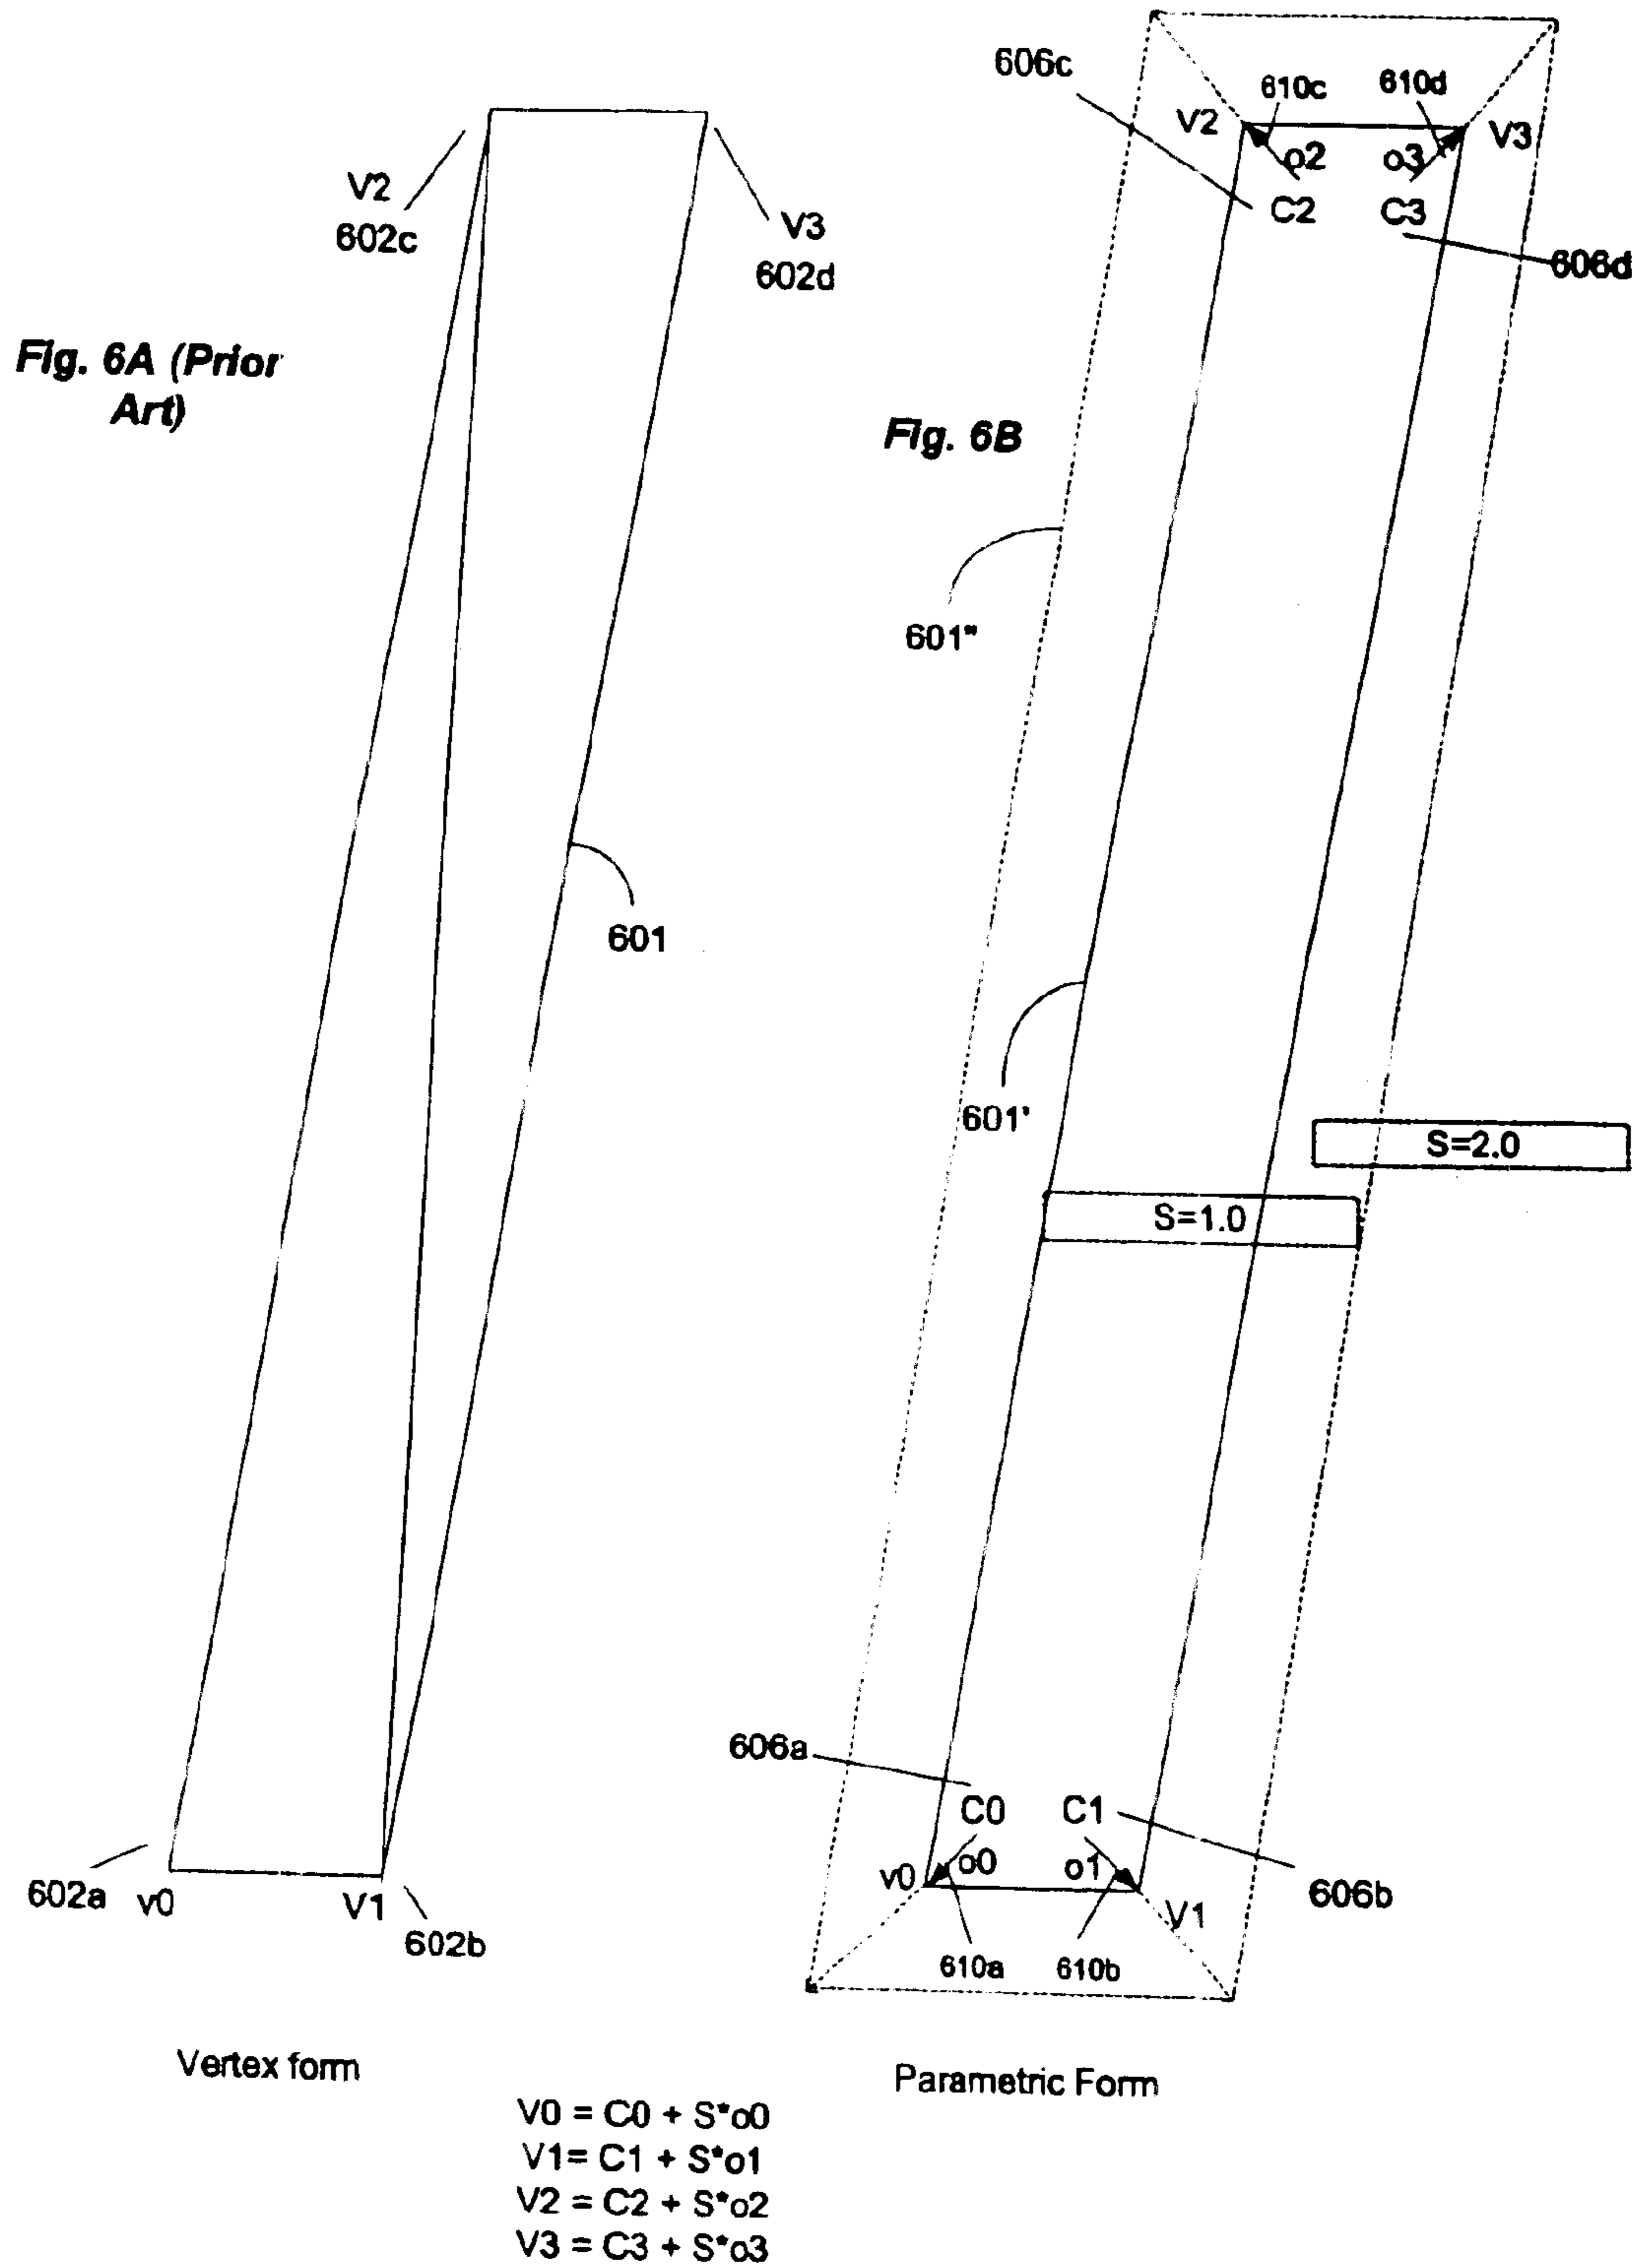 606c
610c
610d
V2
V3
o2
o3
C2
C3
606d
V2
602c
V3
602d
Fig. 6A (Prior
Art)
Fig. 6B
601"
601
601'
S=2.0
S=1.0
606a
C0
C1
v0
o0
o1
V1
606b
602a
v0
V1
602b
610a
610b
Vertex form
Parametric Form
V0 = C0 + S*o0
V1= C1 + S*o1
V2 = C2 + S*o2
V3 = C3 + S*o3